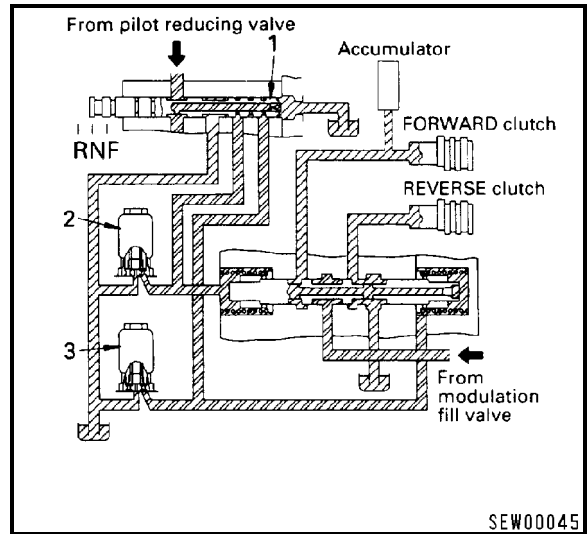 From pilot reducing valve
1
Accumulator
FORWARD clutch
RNF
REVERSE clutch
2
3
From
modulation
fill valve
SEW00045